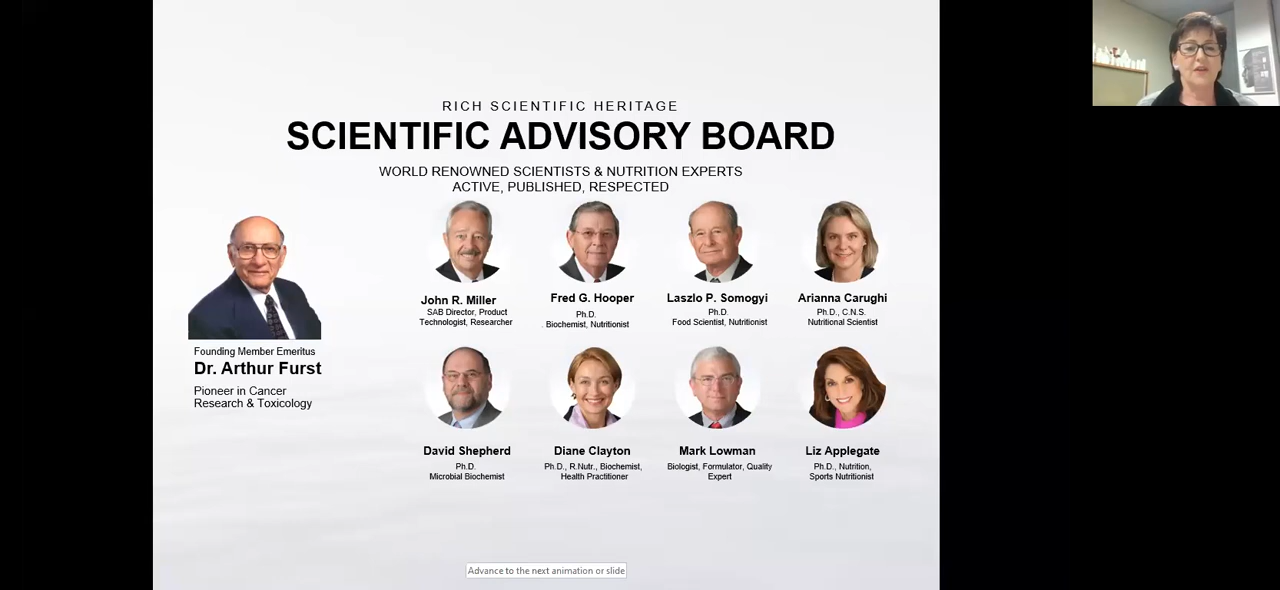 RICH SCIENTIFIC HERITAGE
SCIENTIFIC ADVISORY BOARD
WORLD RENOWNED SCIENTISTS & NUTRITION EXPERTS
ACTIVE, PUBLISHED, RESPECTED
Founding Member Emeritus
Dr. Arthur Furst
Pioneer in Cancer
Research & Toxicology
John R. Miller
SAB Director, Product
Technologist, Researcher
Fred G. Hooper
Ph.D.
. Biochemist, Nutritionist
Laszlo P. Somogyi
Ph.D.
Food Scientist, Nutritionist
Arianna Carughi
Ph.D., C.N.S.
Nutritional Scientist
David Shepherd
Ph.D.
Microbial Biochemist
Diane Clayton
Ph.D., R.Nutr., Biochemist,
Health Practitioner
Mark Lowman
Biologist, Formulator, Quality
Expert
Liz Applegate
Ph.D., Nutrition,
Sports Nutritionist
Advance to the next animation or slide